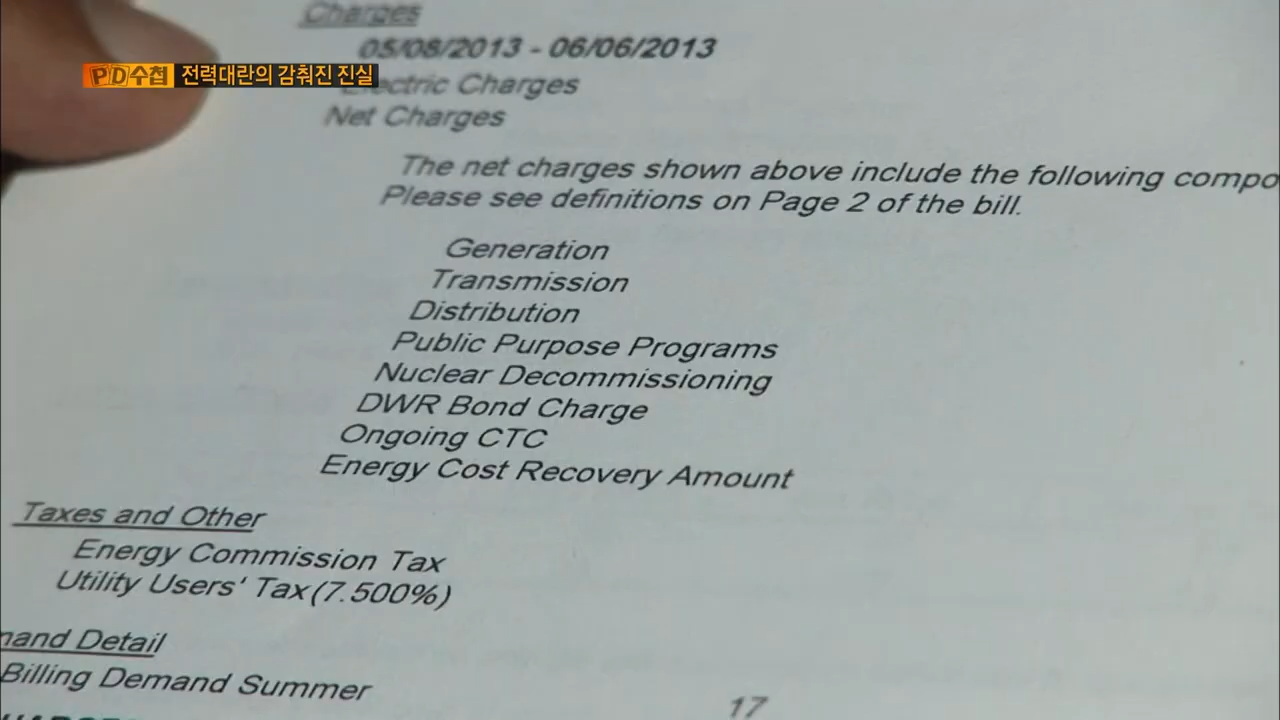 Charges
05/08/2013 - 06/06/2013
PD수첩 전력대란의 감춰진 진실
Electric Charges
Net Charges
The net charges shown above include the following compo
Please see definitions on Page 2 of the bill.
Generation
Transmission
Distribution
Public Purpose Programs
Nuclear Decommissioning
DWR Bond Charge
Ongoing CTC
Energy Cost Recovery Amount
Taxes and Other
Energy Commission Tax
Utility Users' Tax (7.500%)
mand Detail
Billing Demand Summer
17